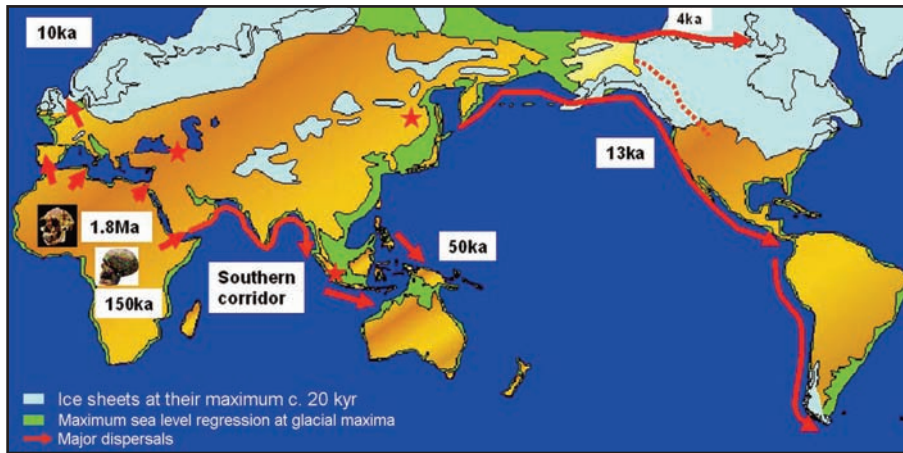 10ka
4ka
13ka
1.8Ma
50ka
Southern
corridor
150ka
Ice sheets at their maximum c. 20 kyr
Maximum sea level regression at glacial maxima
Major dispersals